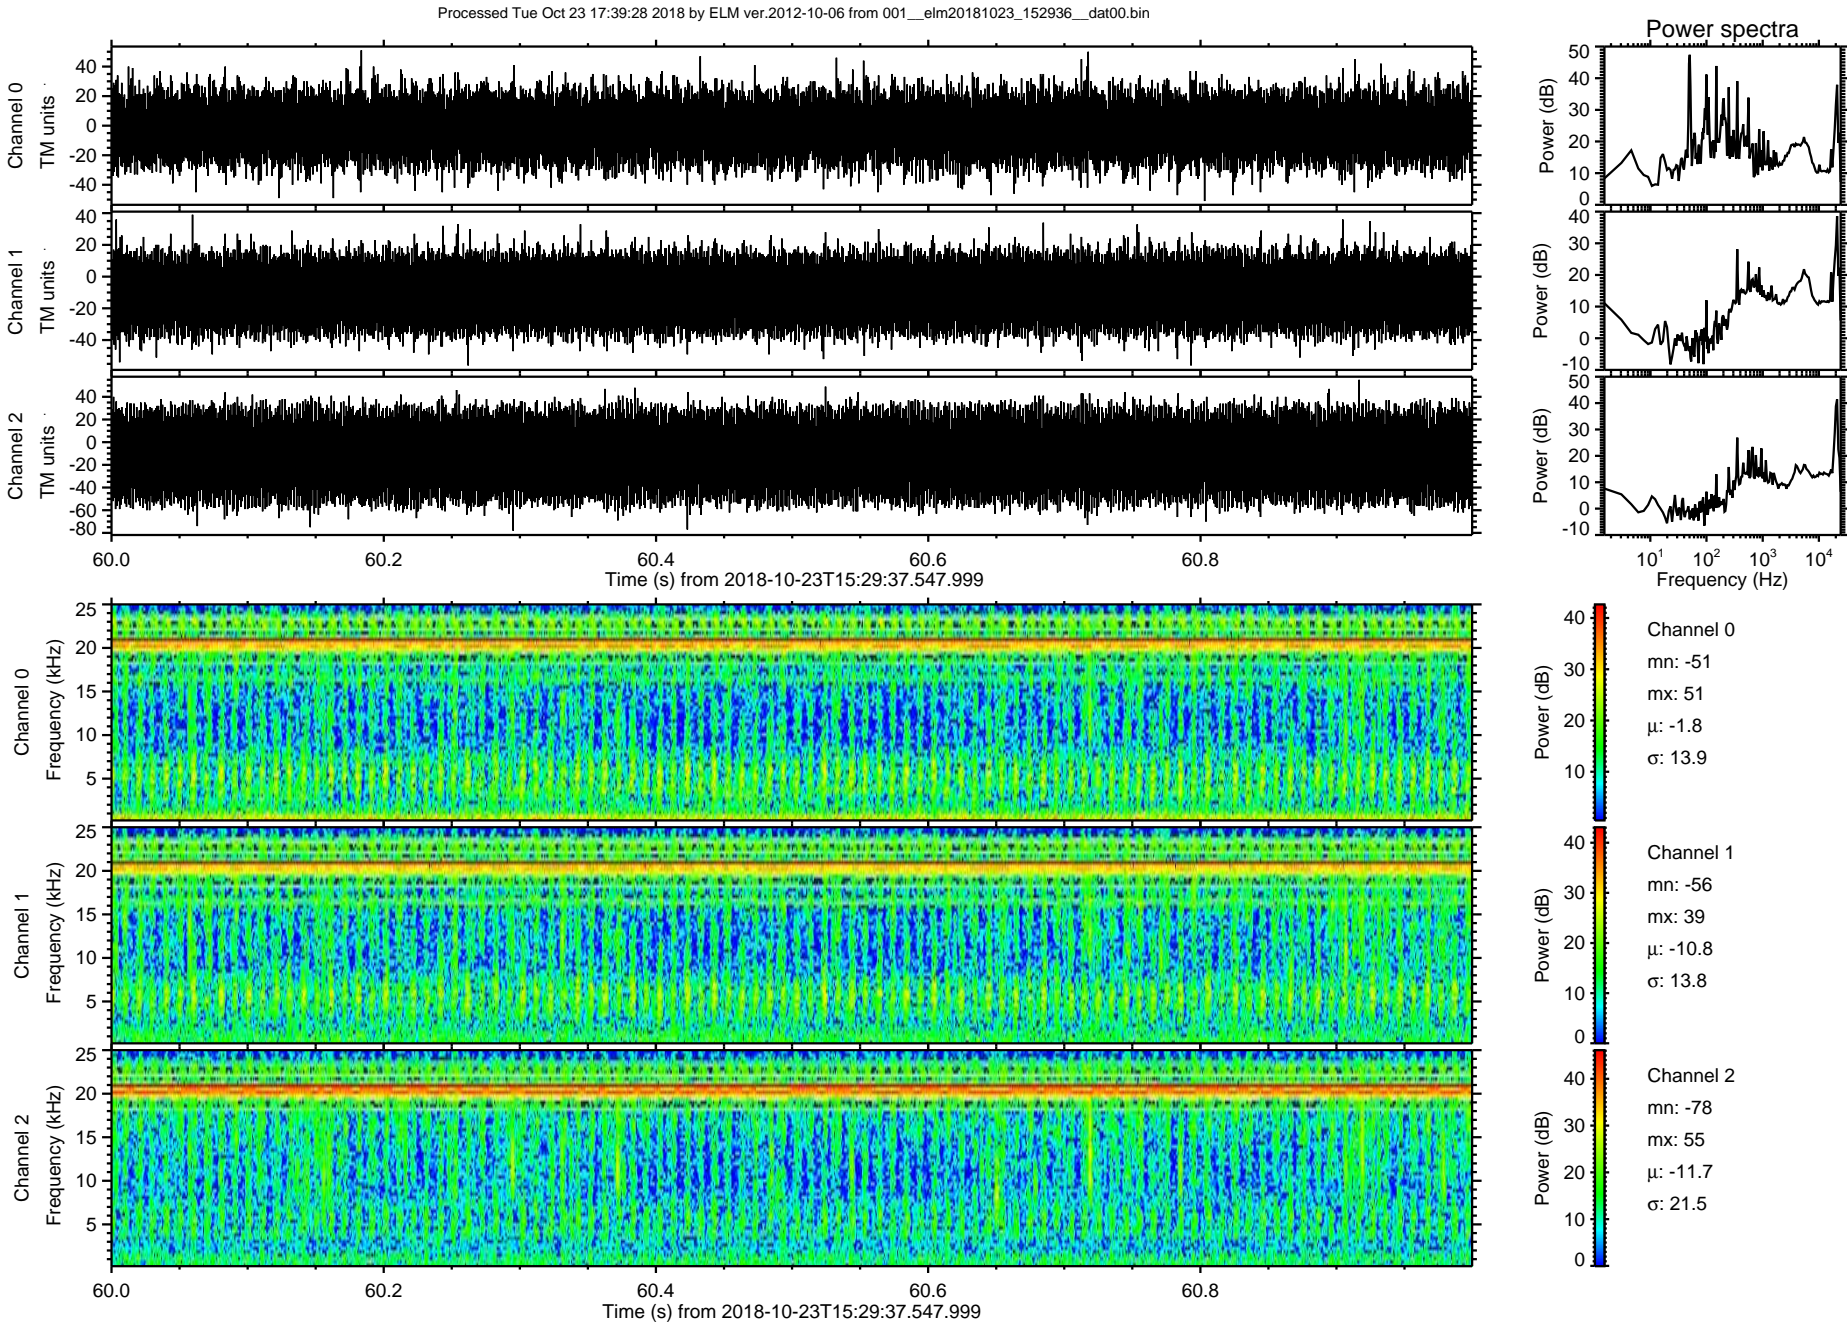 Processed Tue Oct 23 17:39:28 2018 by ELM ver.2012-10-06 from 001__elm20181023_152936__dat00.bin
Power spectra
Channel 0
TM units
40
20
0
-20
-40
Power (dB)
50
40
30
20
10
0
Channel 1
TM units
40
20
0
-20
-40
Power (dB)
40
30
20
10
0
-10
Channel 2
TM units
40
20
0
-20
-40
-60
-80
Power (dB)
50
40
30
20
10
0
-10
60.0 60.2 60.4 60.6 60.8
Time (s) from 2018-10-23T15:29:37.547.999
10^1 10^2 10^3 10^4
Frequency (Hz)
Channel 0
Frequency (kHz)
25
20
15
10
5
Power (dB)
40
30
20
10
Channel 0
mn: -51
mx: 51
μ: -1.8
σ: 13.9
Channel 1
Frequency (kHz)
25
20
15
10
5
Power (dB)
40
30
20
10
0
Channel 1
mn: -56
mx: 39
μ: -10.8
σ: 13.8
Channel 2
Frequency (kHz)
25
20
15
10
5
Power (dB)
40
30
20
10
0
Channel 2
mn: -78
mx: 55
μ: -11.7
σ: 21.5
60.0 60.2 60.4 60.6 60.8
Time (s) from 2018-10-23T15:29:37.547.999